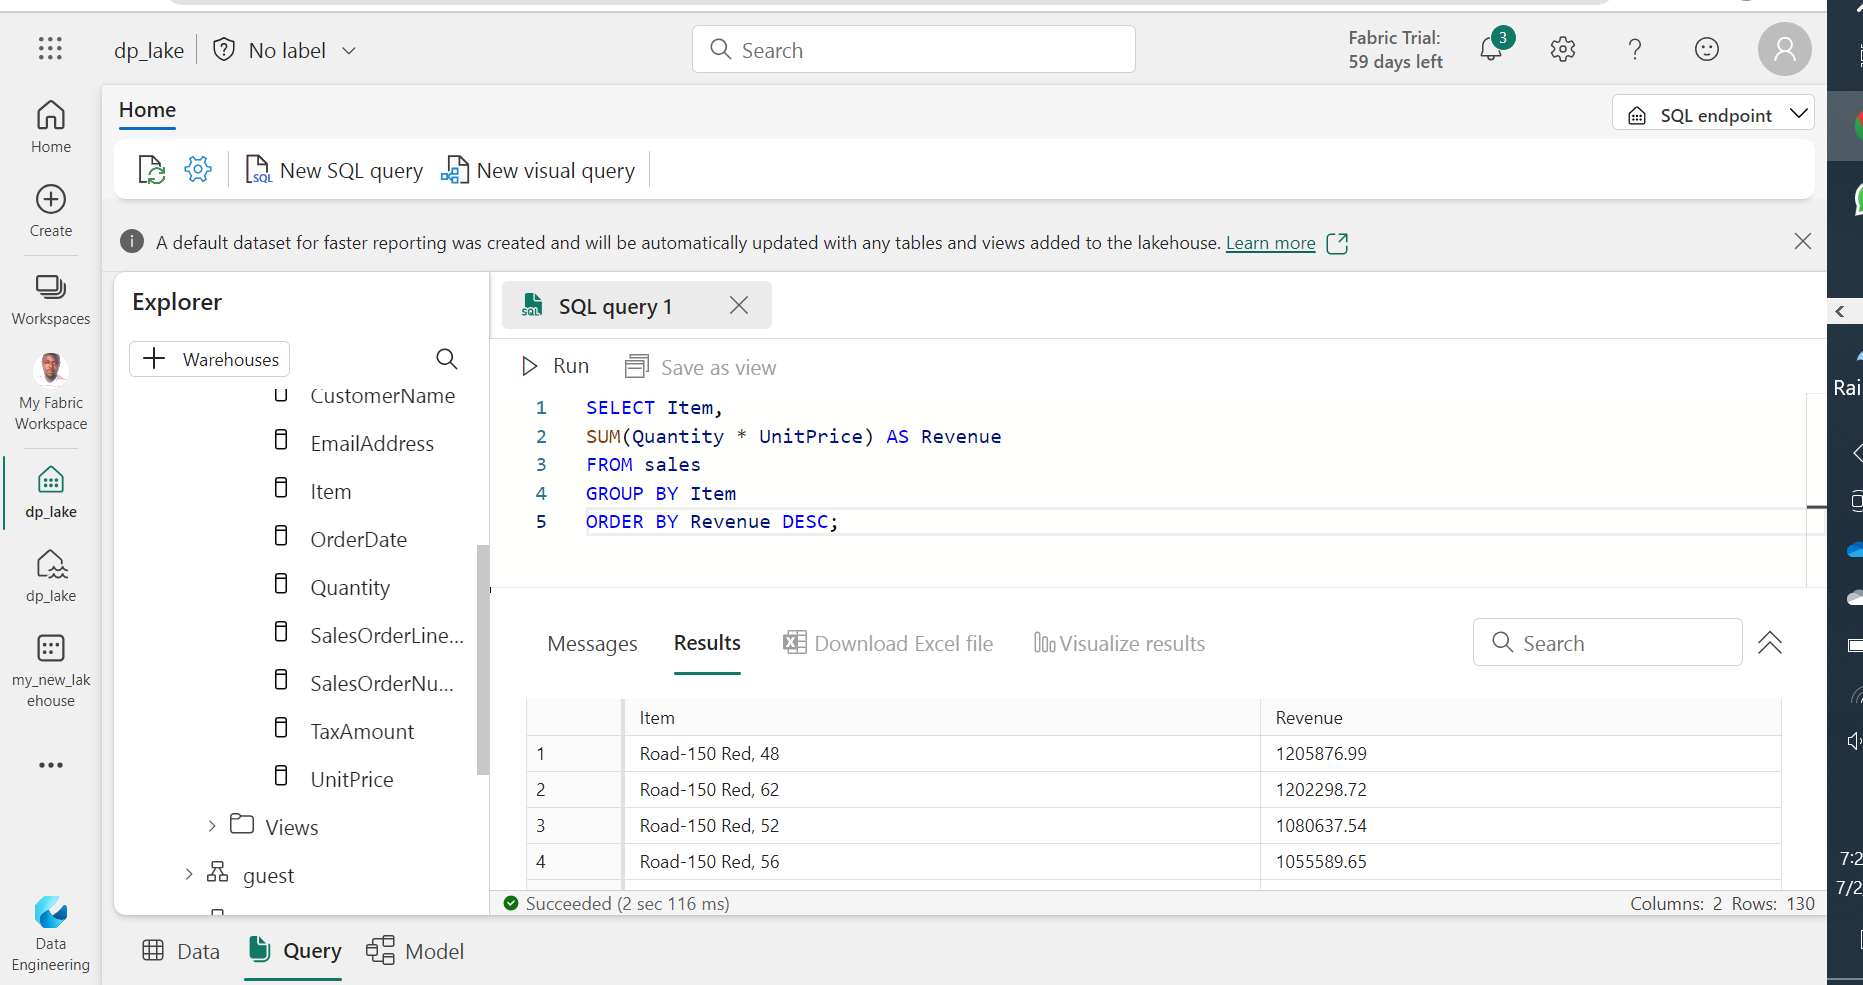 dp_lake
No label
Search
Fabric Trial:
59 days left
3
Home
SQL endpoint
New SQL query
New visual query
A default dataset for faster reporting was created and will be automatically updated with any tables and views added to the lakehouse. Learn more
Home
Create
Workspaces
My Fabric
Workspace
dp_lake
dp_lake
my_new_lak
ehouse
Data
Engineering
Explorer
Warehouses
CustomerName
EmailAddress
Item
OrderDate
Quantity
SalesOrderLine...
SalesOrderNu...
TaxAmount
UnitPrice
Views
guest
SQL query 1
Run
Save as view
1 SELECT Item,
2 SUM(Quantity * UnitPrice) AS Revenue
3 FROM sales
4 GROUP BY Item
5 ORDER BY Revenue DESC;
Messages
Results
Download Excel file
Visualize results
Search
Item Revenue
1 Road-150 Red, 48 1205876.99
2 Road-150 Red, 62 1202298.72
3 Road-150 Red, 52 1080637.54
4 Road-150 Red, 56 1055589.65
Succeeded (2 sec 116 ms)
Columns: 2 Rows: 130
Data
Query
Model
Rai
7:2
7/2